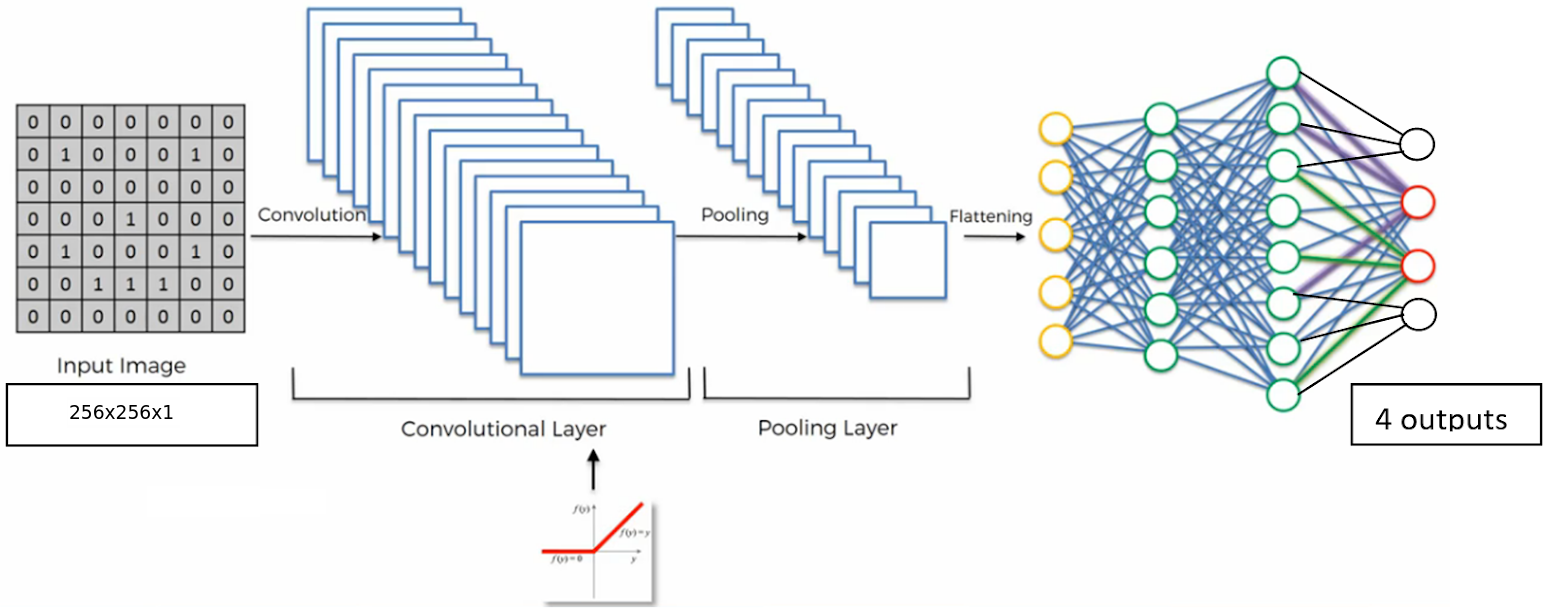 0 0 0 0 0 0 0
0 1 0 0 0 1 0
0 0 0 0 0 0 0
0 0 0 1 0 0 0
0 1 0 0 0 1 0
0 0 1 1 1 0 0
0 0 0 0 0 0 0
Input Image
256x256x1
Convolution
Convolutional Layer
Pooling
Pooling Layer
Flattening
4 outputs
f(y)
f(y)=y
f(y)=0
y